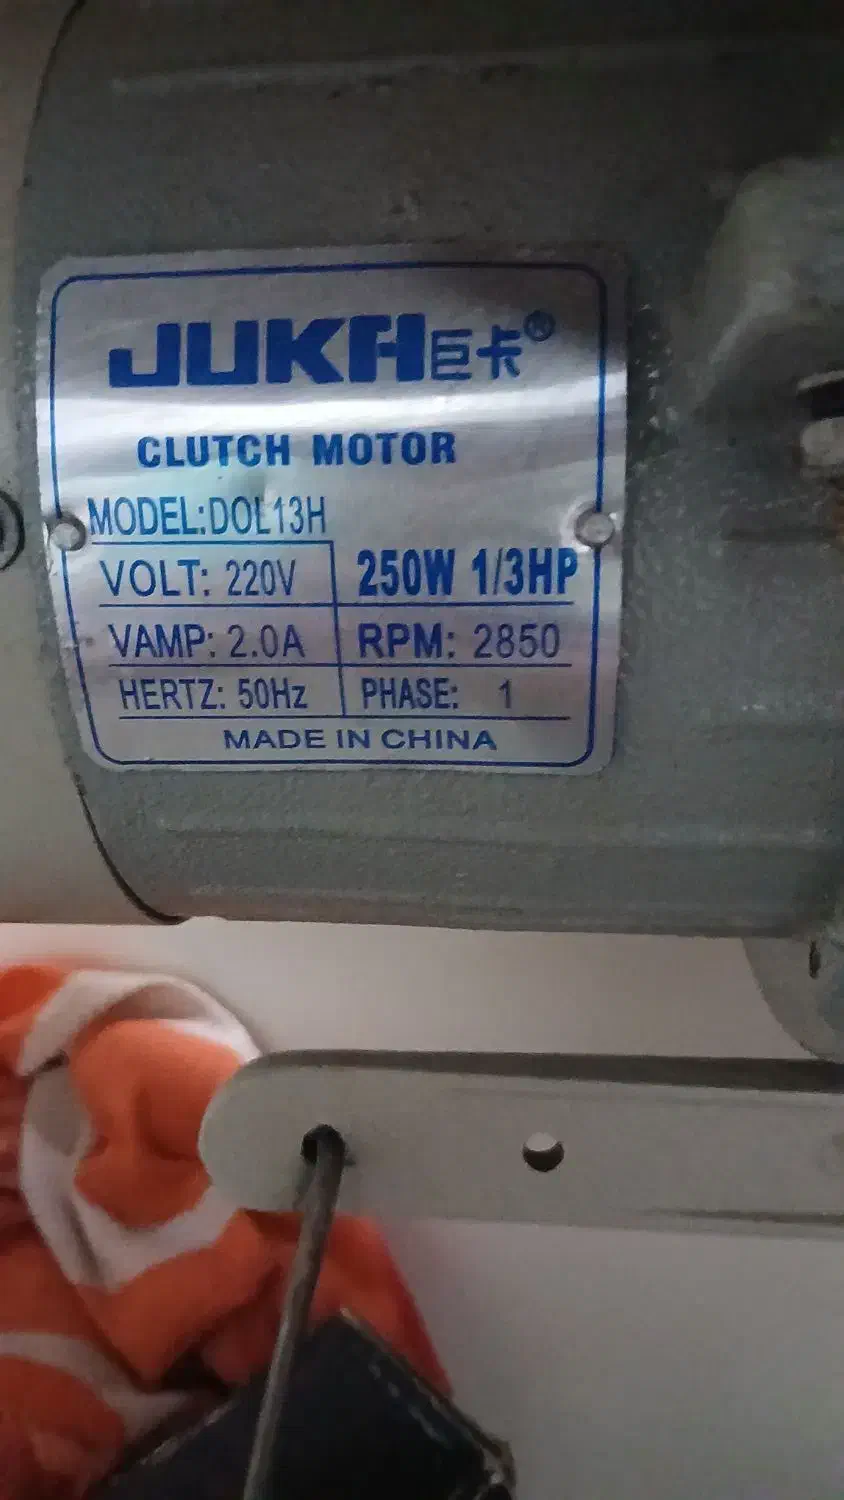 JUKA巨卡®
CLUTCH MOTOR
MODEL:DOL13H
VOLT: 220V 250W 1/3HP
VAMP: 2.0A RPM: 2850
HERTZ: 50Hz PHASE: 1
MADE IN CHINA